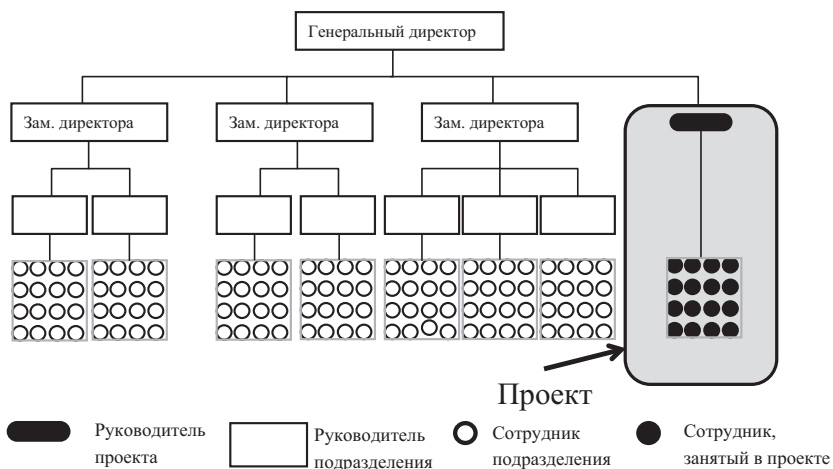 Генеральный директор
Зам. директора
Зам. директора
Зам. директора
Проект
Руководитель
проекта
Руководитель
подразделения
Сотрудник
подразделения
Сотрудник,
занятый в проекте